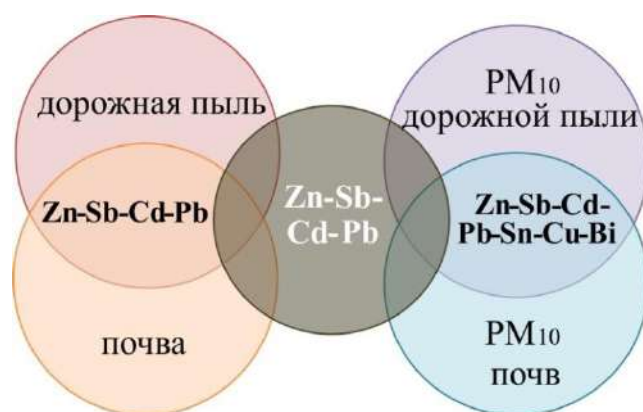 дорожная пыль
Zn-Sb-Cd-Pb
почва
Zn-Sb-
Cd-Pb
PM10
дорожной пыли
Zn-Sb-Cd-
Pb-Sn-Cu-Bi
PM10
почв